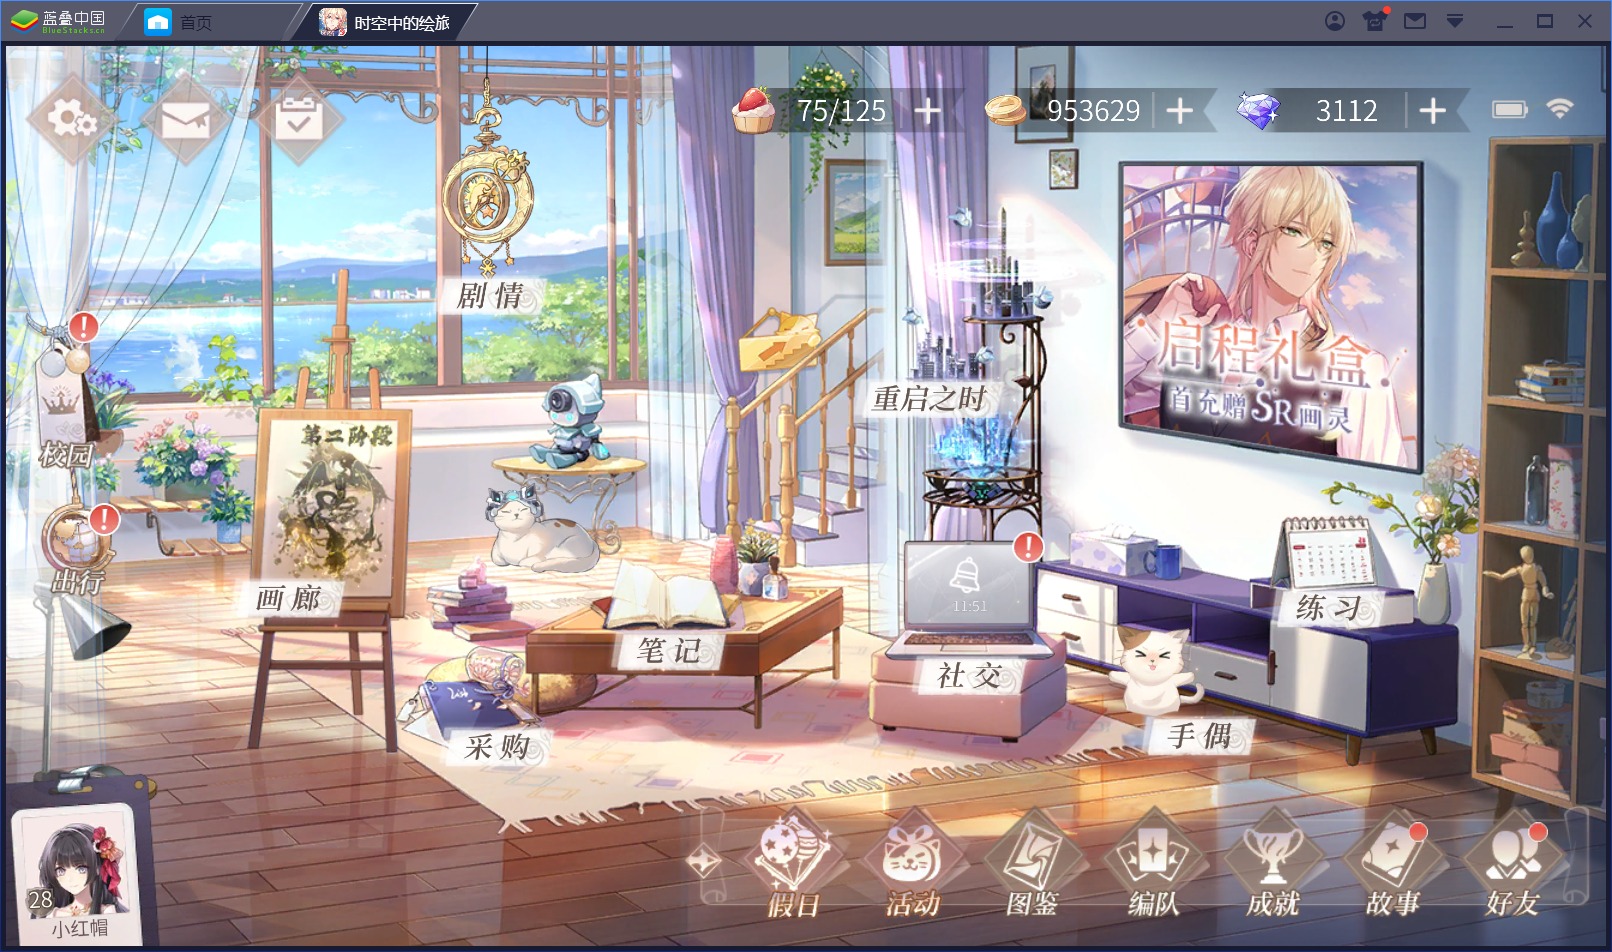 蓝叠中国
BlueStacks.cn
首页
时空中的绘旅
75/125
953629
3112
剧情
启程礼盒
首充赠SR画灵
重启之时
校园
第二阶段
出行
画廊
11:51
练习
笔记
社交
手偶
采购
28
小红帽
假日
活动
图鉴
编队
成就
故事
好友